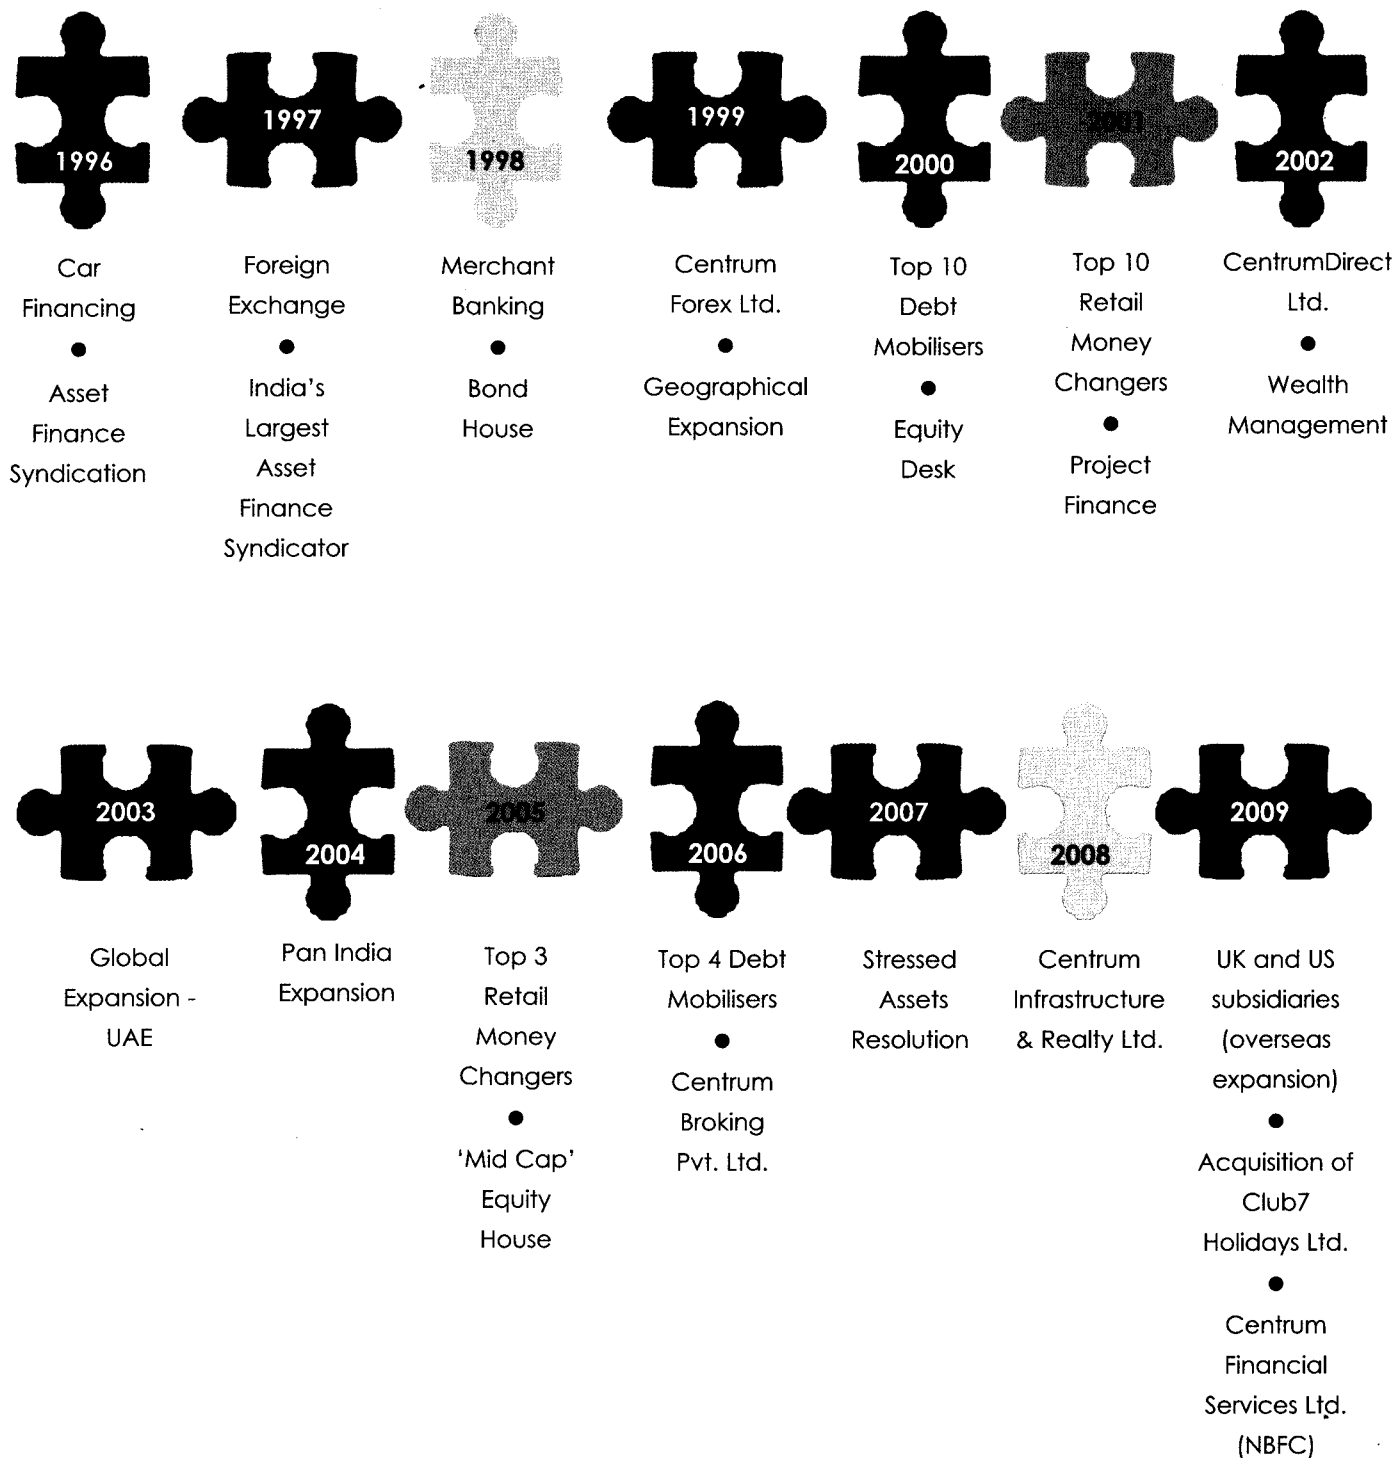 1996
Car
Financing
●
Asset
Finance
Syndication
1997
Foreign
Exchange
●
India's
Largest
Asset
Finance
Syndicator
1998
Merchant
Banking
●
Bond
House
1999
Centrum
Forex Ltd.
●
Geographical
Expansion
2000
Top 10
Debt
Mobilisers
●
Equity
Desk
2001
Top 10
Retail
Money
Changers
●
Project
Finance
2002
CentrumDirect
Ltd.
●
Wealth
Management
2003
Global
Expansion -
UAE
2004
Pan India
Expansion
2005
Top 3
Retail
Money
Changers
●
‘Mid Cap’
Equity
House
2006
Top 4 Debt
Mobilisers
●
Centrum
Broking
Pvt. Ltd.
2007
Stressed
Assets
Resolution
2008
Centrum
Infrastructure
& Realty Ltd.
2009
UK and US
subsidiaries
(overseas
expansion)
●
Acquisition of
Club7
Holidays Ltd.
●
Centrum
Financial
Services Ltd.
(NBFC)